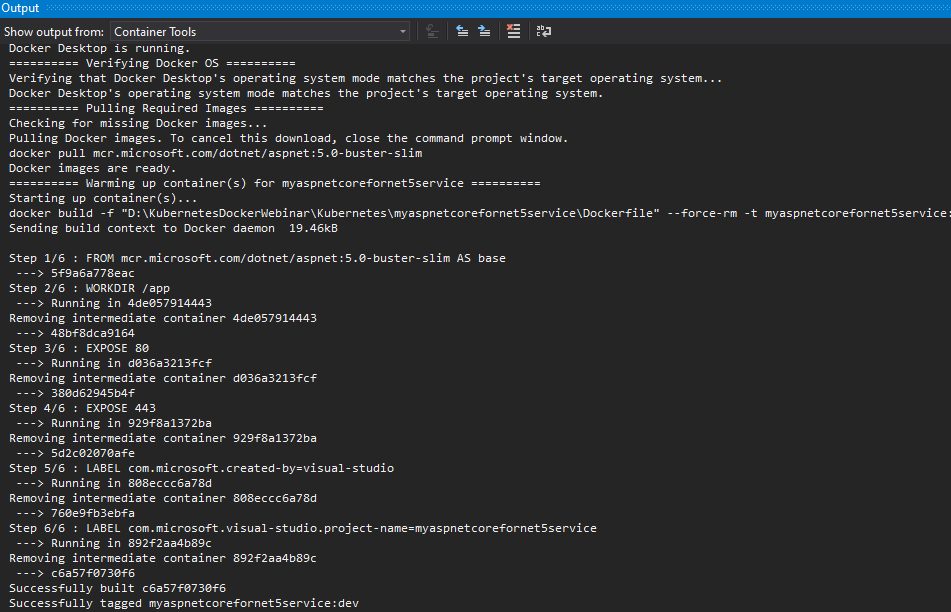 Output
Show output from: Container Tools
Docker Desktop is running.
========== Verifying Docker OS ==========
Verifying that Docker Desktop's operating system mode matches the project's target operating system...
Docker Desktop's operating system mode matches the project's target operating system.
========== Pulling Required Images ==========
Checking for missing Docker images...
Pulling Docker images. To cancel this download, close the command prompt window.
docker pull mcr.microsoft.com/dotnet/aspnet:5.0-buster-slim
Docker images are ready.
========== Warming up container(s) for myaspnetcorefornet5service ==========
Starting up container(s)...
docker build -f "D:\KubernetesDockerWebinar\Kubernetes\myaspnetcorefornet5service\Dockerfile" --force-rm -t myaspnetcorefornet5service:
Sending build context to Docker daemon  19.46kB
Step 1/6 : FROM mcr.microsoft.com/dotnet/aspnet:5.0-buster-slim AS base
 ---> 5f9a6a778eac
Step 2/6 : WORKDIR /app
 ---> Running in 4de057914443
Removing intermediate container 4de057914443
 ---> 48bf8dca9164
Step 3/6 : EXPOSE 80
 ---> Running in d036a3213fcf
Removing intermediate container d036a3213fcf
 ---> 380d62945b4f
Step 4/6 : EXPOSE 443
 ---> Running in 929f8a1372ba
Removing intermediate container 929f8a1372ba
 ---> 5d2c02070afe
Step 5/6 : LABEL com.microsoft.created-by=visual-studio
 ---> Running in 808eccc6a78d
Removing intermediate container 808eccc6a78d
 ---> 760e9fb3ebfa
Step 6/6 : LABEL com.microsoft.visual-studio.project-name=myaspnetcorefornet5service
 ---> Running in 892f2aa4b89c
Removing intermediate container 892f2aa4b89c
 ---> c6a57f0730f6
Successfully built c6a57f0730f6
Successfully tagged myaspnetcorefornet5service:dev